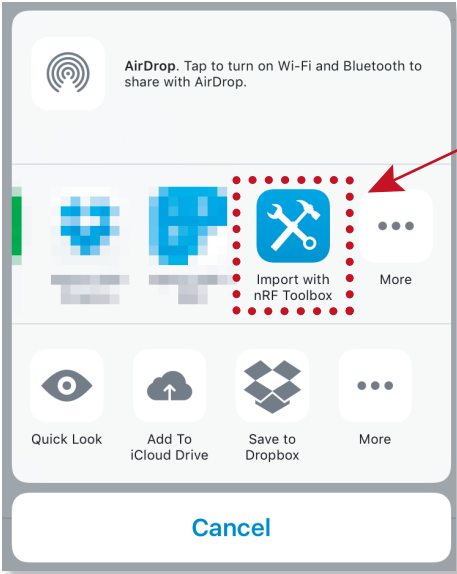 AirDrop. Tap to turn on Wi-Fi and Bluetooth to
share with AirDrop.
Import with
nRF Toolbox
More
Quick Look
Add To
iCloud Drive
Save to
Dropbox
More
Cancel